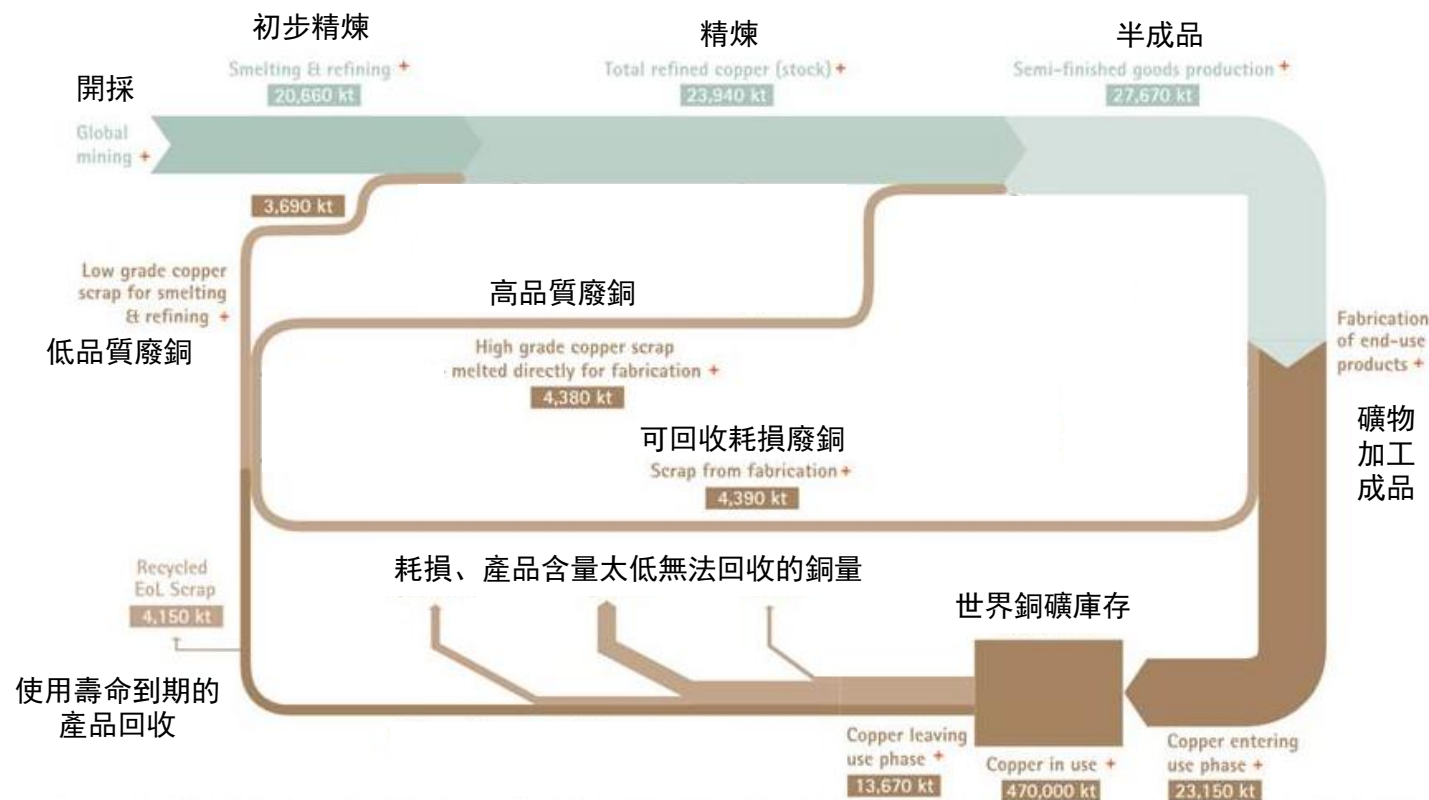 初步精煉
Smelting & refining +
20,660 kt
精煉
Total refined copper (stock) +
23,940 kt
半成品
Semi-finished goods production +
27,670 kt
開採
Global
mining +
3,690 kt
Low grade copper
scrap for smelting
& refining +
低品質廢銅
高品質廢銅
High grade copper scrap
melted directly for fabrication +
4,380 kt
可回收耗損廢銅
Scrap from fabrication +
4,390 kt
Fabrication
of end-use
products +
礦物
加工
成品
Recycled
EoL Scrap
4,150 kt
使用壽命到期的
產品回收
耗損、產品含量太低無法回收的銅量
世界銅礦庫存
Copper leaving
use phase +
13,670 kt
Copper in use +
470,000 kt
Copper entering
use phase +
23,150 kt